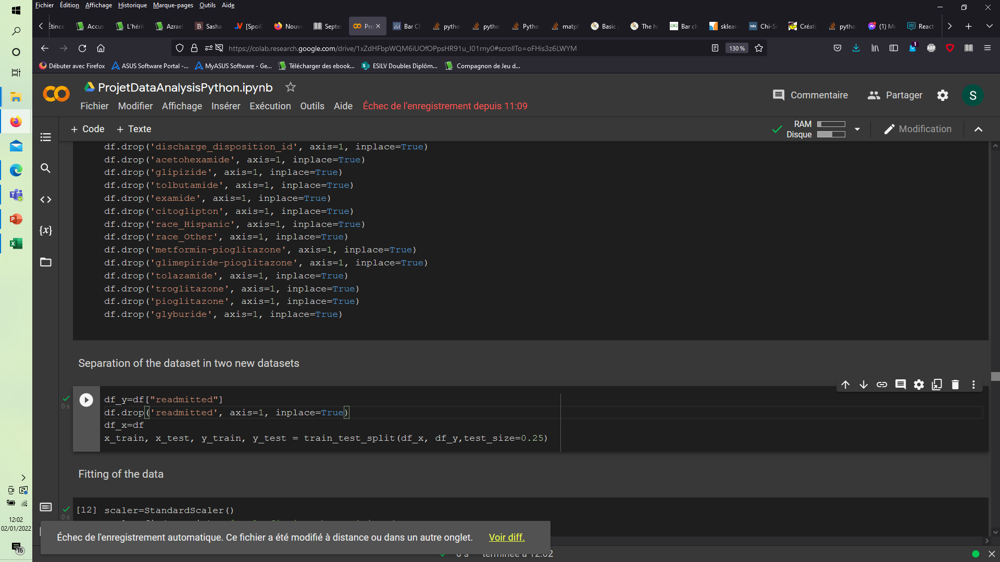 Fichier Édition Affichage Historique Marque-pages Outils Aide
Étince Accus L'héri Azrael Sasha [Spoil Nouve Septer Pro Bar Ch pytho pytho Pytho matpl Basic The hi Bar ch sklear Chi-Sc Créati pytho (1) Me React-
https://colab.research.google.com/drive/1xZdHFbpWQM6iUOfOPpsHR91u_I01rny0#scrollTo=oFHis3z6LWYM 130 % 1
Débuter avec Firefox ASUS Software Portal -... MyASUS Software - Ge... Télécharger des ebook... ESILV Doubles Diplôm... Compagnon de Jeu d...
ProjetDataAnalysisPython.ipynb
Commentaire Partager S
Fichier Modifier Affichage Insérer Exécution Outils Aide Échec de l'enregistrement depuis 11:09
+ Code + Texte
RAM
Disque
Modification
df.drop('discharge_disposition_id', axis=1, inplace=True)
df.drop('acetohexamide', axis=1, inplace=True)
df.drop('glipizide', axis=1, inplace=True)
df.drop('tolbutamide', axis=1, inplace=True)
df.drop('examide', axis=1, inplace=True)
df.drop('citoglipton', axis=1, inplace=True)
df.drop('race_Hispanic', axis=1, inplace=True)
df.drop('race_Other', axis=1, inplace=True)
df.drop('metformin-pioglitazone', axis=1, inplace=True)
df.drop('glimepiride-pioglitazone', axis=1, inplace=True)
df.drop('tolazamide', axis=1, inplace=True)
df.drop('troglitazone', axis=1, inplace=True)
df.drop('pioglitazone', axis=1, inplace=True)
df.drop('glyburide', axis=1, inplace=True)
Separation of the dataset in two new datasets
0 s
df_y=df["readmitted"]
df.drop('readmitted', axis=1, inplace=True)
df_x=df
x_train, x_test, y_train, y_test = train_test_split(df_x, df_y,test_size=0.25)
Fitting of the data
0 s
[12] scaler=StandardScaler()
Échec de l'enregistrement automatique. Ce fichier a été modifié à distance ou dans un autre onglet. Voir diff.
0 s terminée à 12:02
12:02
02/01/2022
16